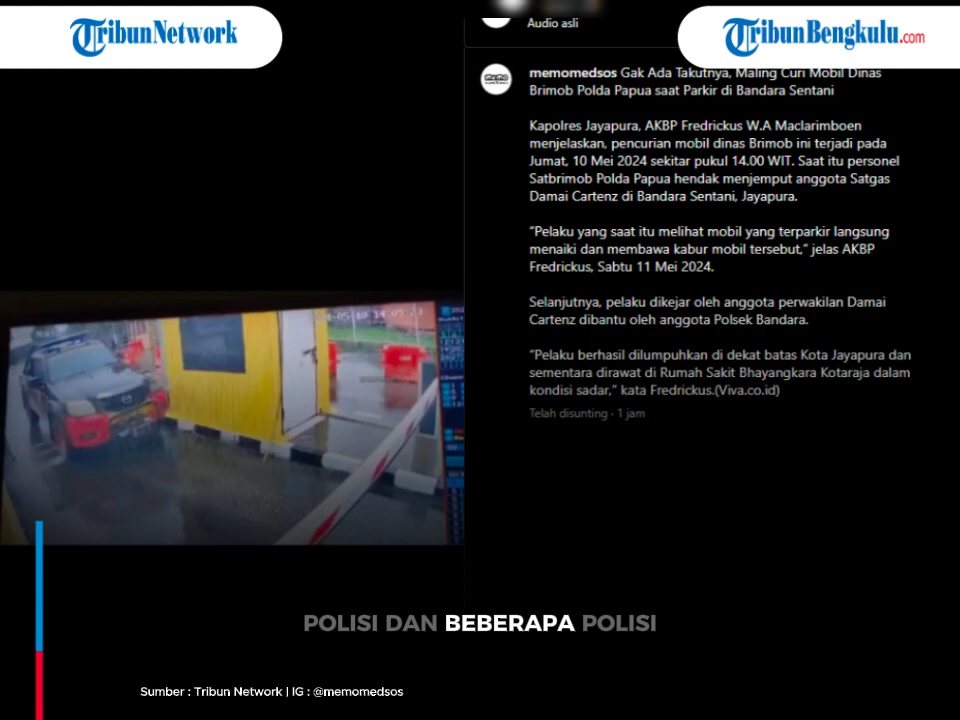 TribunNetwork
TribunBengkulu.com
Audio asli
memomedsos Gak Ada Takutnya, Maling Curi Mobil Dinas
Brimob Polda Papua saat Parkir di Bandara Sentani
Kapolres Jayapura, AKBP Fredrickus W.A Maclarimboen
menjelaskan, pencurian mobil dinas Brimob ini terjadi pada
Jumat, 10 Mei 2024 sekitar pukul 14.00 WIT. Saat itu personel
Satbrimob Polda Papua hendak menjemput anggota Satgas
Damai Cartenz di Bandara Sentani, Jayapura.
“Pelaku yang saat itu melihat mobil yang terparkir langsung
menaiki dan membawa kabur mobil tersebut,” jelas AKBP
Fredrickus, Sabtu 11 Mei 2024.
Selanjutnya, pelaku dikejar oleh anggota perwakilan Damai
Cartenz dibantu oleh anggota Polsek Bandara.
“Pelaku berhasil dilumpuhkan di dekat batas Kota Jayapura dan
sementara dirawat di Rumah Sakit Bhayangkara Kotaraja dalam
kondisi sadar,” kata Fredrickus.(Viva.co.id)
Telah disunting · 1 jam
POLISI DAN BEBERAPA POLISI
Sumber : Tribun Network | IG : @memomedsos